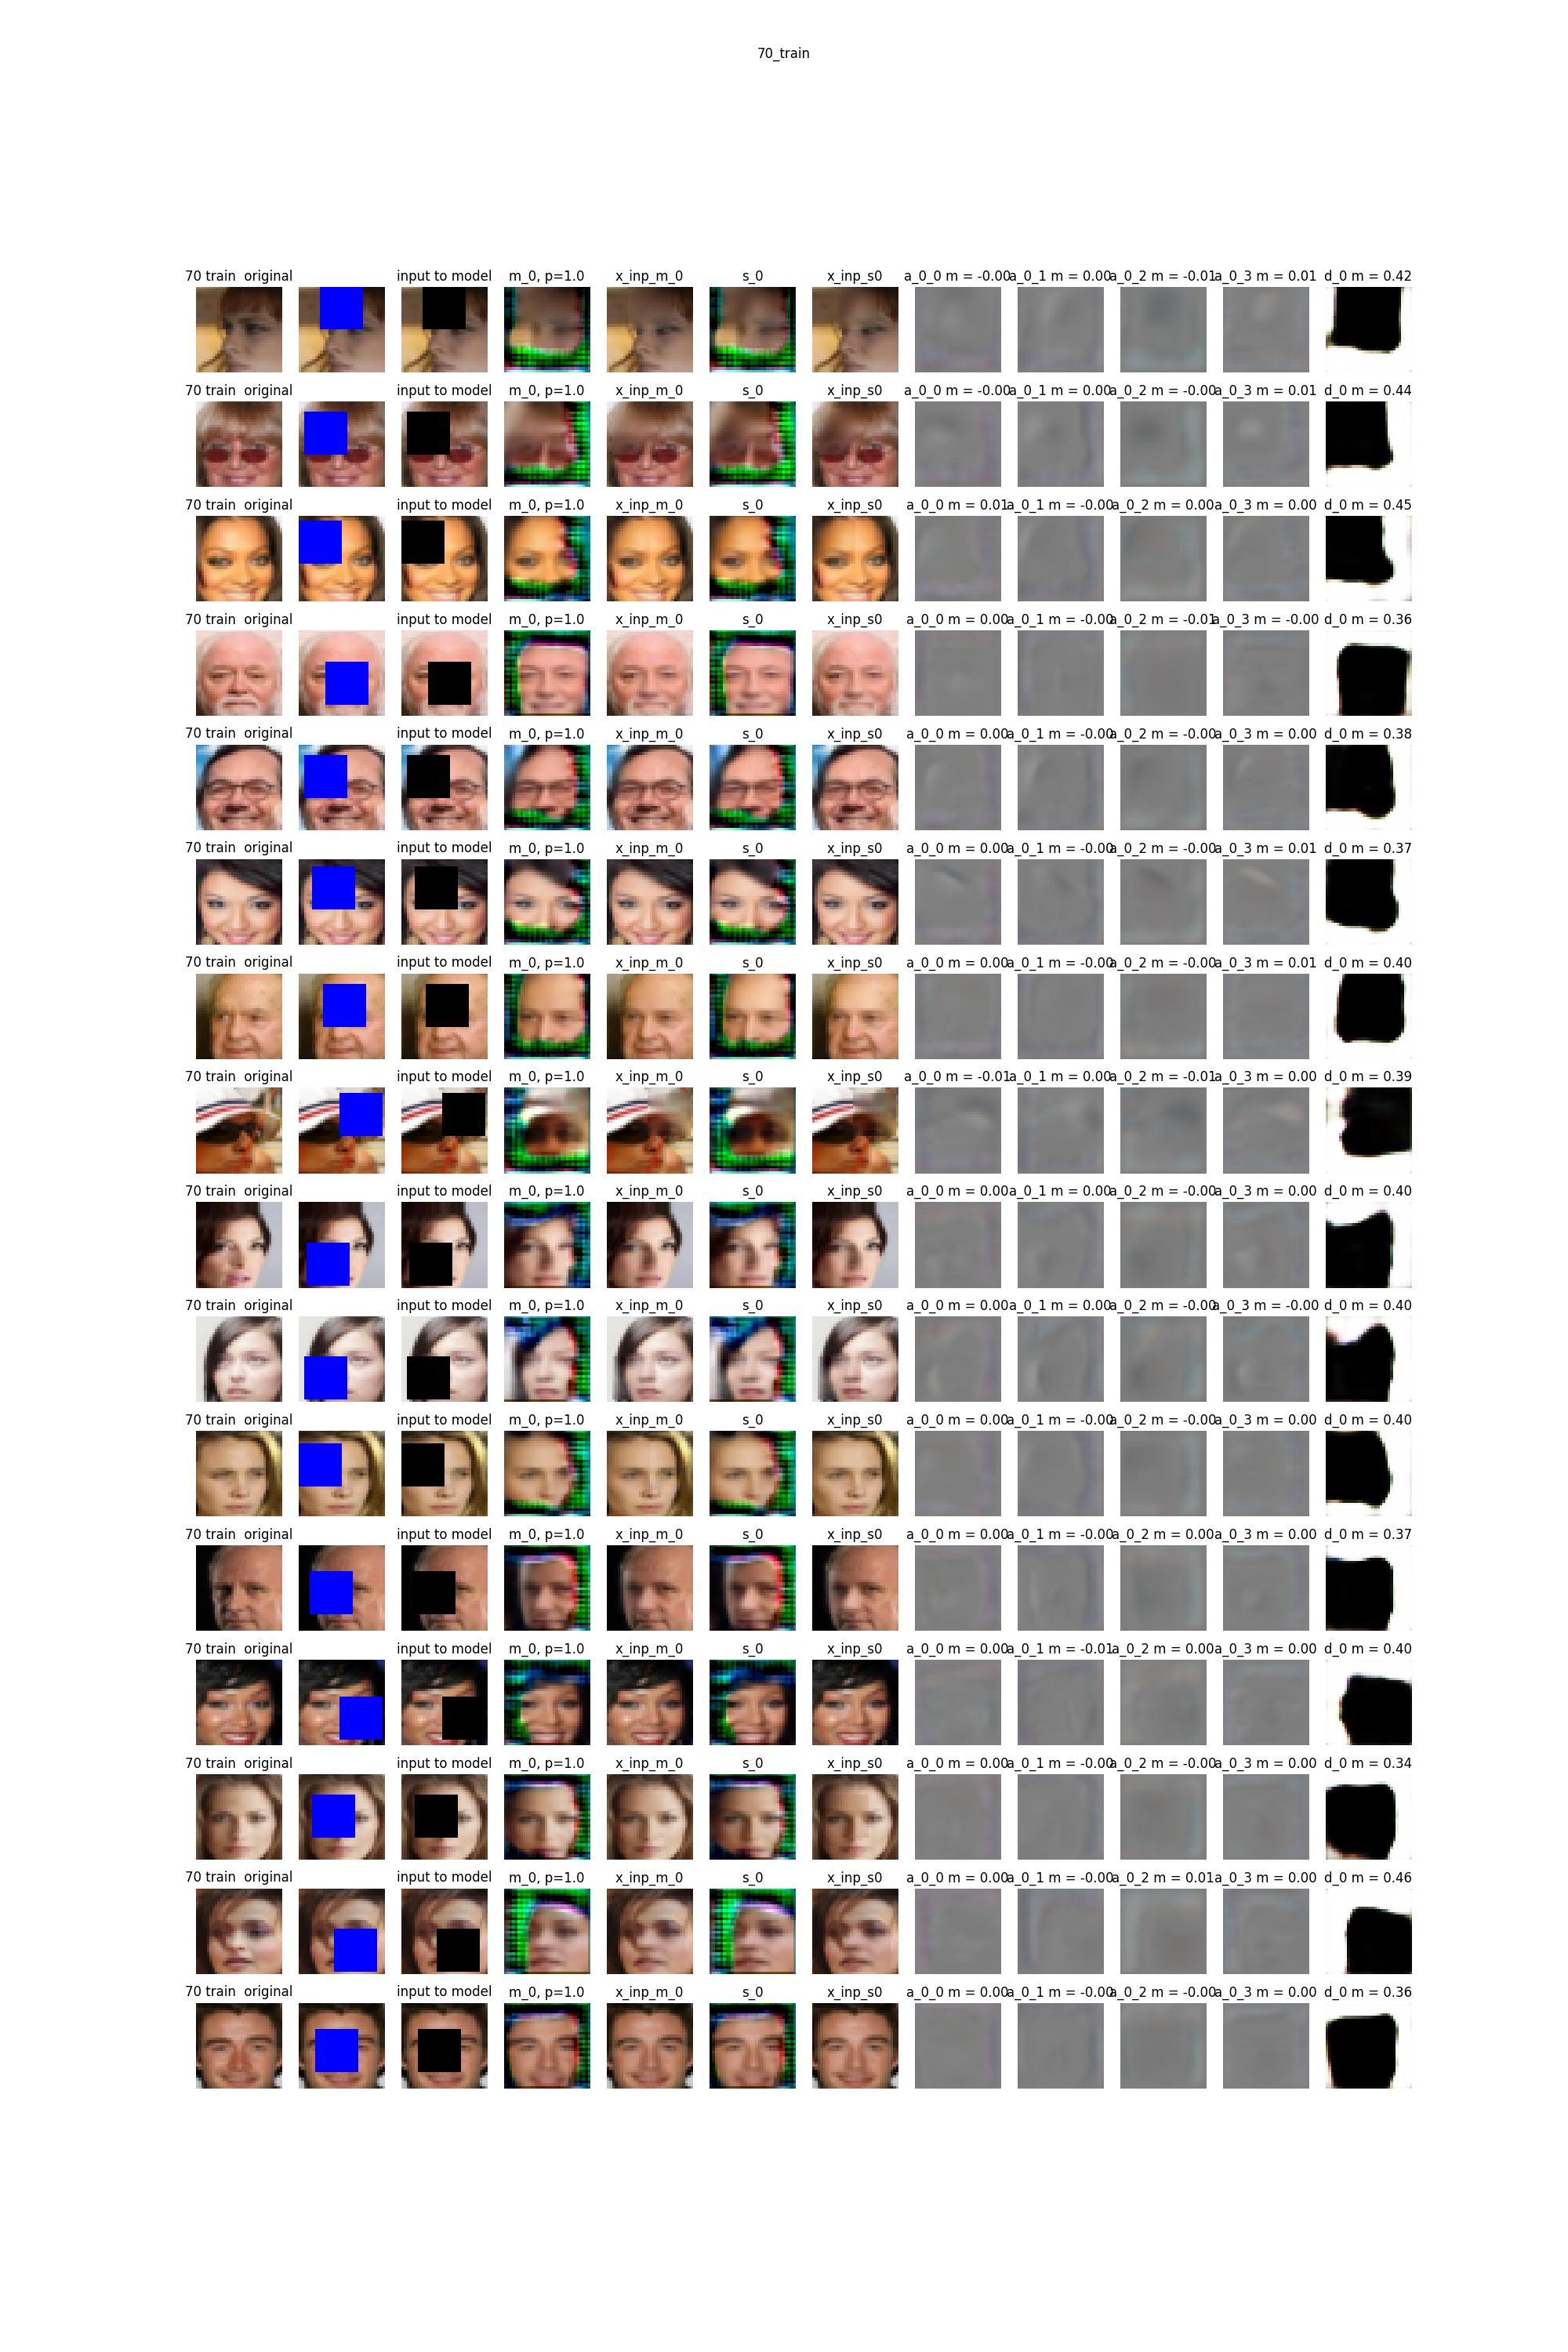 70_train
70 train  original input to model m_0, p=1.0 x_inp_m_0 s_0 x_inp_s0 a_0_0 m = -0.00 a_0_1 m = 0.00 a_0_2 m = -0.01 a_0_3 m = 0.01 d_0 m = 0.42
70 train  original input to model m_0, p=1.0 x_inp_m_0 s_0 x_inp_s0 a_0_0 m = -0.00 a_0_1 m = 0.00 a_0_2 m = -0.00 a_0_3 m = 0.01 d_0 m = 0.44
70 train  original input to model m_0, p=1.0 x_inp_m_0 s_0 x_inp_s0 a_0_0 m = 0.01 a_0_1 m = -0.00 a_0_2 m = 0.00 a_0_3 m = 0.00 d_0 m = 0.45
70 train  original input to model m_0, p=1.0 x_inp_m_0 s_0 x_inp_s0 a_0_0 m = 0.00 a_0_1 m = -0.00 a_0_2 m = -0.01 a_0_3 m = -0.00 d_0 m = 0.36
70 train  original input to model m_0, p=1.0 x_inp_m_0 s_0 x_inp_s0 a_0_0 m = 0.00 a_0_1 m = -0.00 a_0_2 m = -0.00 a_0_3 m = 0.00 d_0 m = 0.38
70 train  original input to model m_0, p=1.0 x_inp_m_0 s_0 x_inp_s0 a_0_0 m = 0.00 a_0_1 m = -0.00 a_0_2 m = -0.00 a_0_3 m = 0.01 d_0 m = 0.37
70 train  original input to model m_0, p=1.0 x_inp_m_0 s_0 x_inp_s0 a_0_0 m = 0.00 a_0_1 m = -0.00 a_0_2 m = -0.00 a_0_3 m = 0.01 d_0 m = 0.40
70 train  original input to model m_0, p=1.0 x_inp_m_0 s_0 x_inp_s0 a_0_0 m = -0.01 a_0_1 m = 0.00 a_0_2 m = -0.01 a_0_3 m = 0.00 d_0 m = 0.39
70 train  original input to model m_0, p=1.0 x_inp_m_0 s_0 x_inp_s0 a_0_0 m = 0.00 a_0_1 m = 0.00 a_0_2 m = -0.00 a_0_3 m = 0.00 d_0 m = 0.40
70 train  original input to model m_0, p=1.0 x_inp_m_0 s_0 x_inp_s0 a_0_0 m = 0.00 a_0_1 m = 0.00 a_0_2 m = -0.00 a_0_3 m = -0.00 d_0 m = 0.40
70 train  original input to model m_0, p=1.0 x_inp_m_0 s_0 x_inp_s0 a_0_0 m = 0.00 a_0_1 m = -0.00 a_0_2 m = -0.00 a_0_3 m = 0.00 d_0 m = 0.40
70 train  original input to model m_0, p=1.0 x_inp_m_0 s_0 x_inp_s0 a_0_0 m = 0.00 a_0_1 m = -0.00 a_0_2 m = 0.00 a_0_3 m = 0.00 d_0 m = 0.37
70 train  original input to model m_0, p=1.0 x_inp_m_0 s_0 x_inp_s0 a_0_0 m = 0.00 a_0_1 m = -0.01 a_0_2 m = 0.00 a_0_3 m = 0.00 d_0 m = 0.40
70 train  original input to model m_0, p=1.0 x_inp_m_0 s_0 x_inp_s0 a_0_0 m = 0.00 a_0_1 m = -0.00 a_0_2 m = -0.00 a_0_3 m = 0.00 d_0 m = 0.34
70 train  original input to model m_0, p=1.0 x_inp_m_0 s_0 x_inp_s0 a_0_0 m = 0.00 a_0_1 m = -0.00 a_0_2 m = 0.01 a_0_3 m = 0.00 d_0 m = 0.46
70 train  original input to model m_0, p=1.0 x_inp_m_0 s_0 x_inp_s0 a_0_0 m = 0.00 a_0_1 m = -0.00 a_0_2 m = -0.00 a_0_3 m = 0.00 d_0 m = 0.36